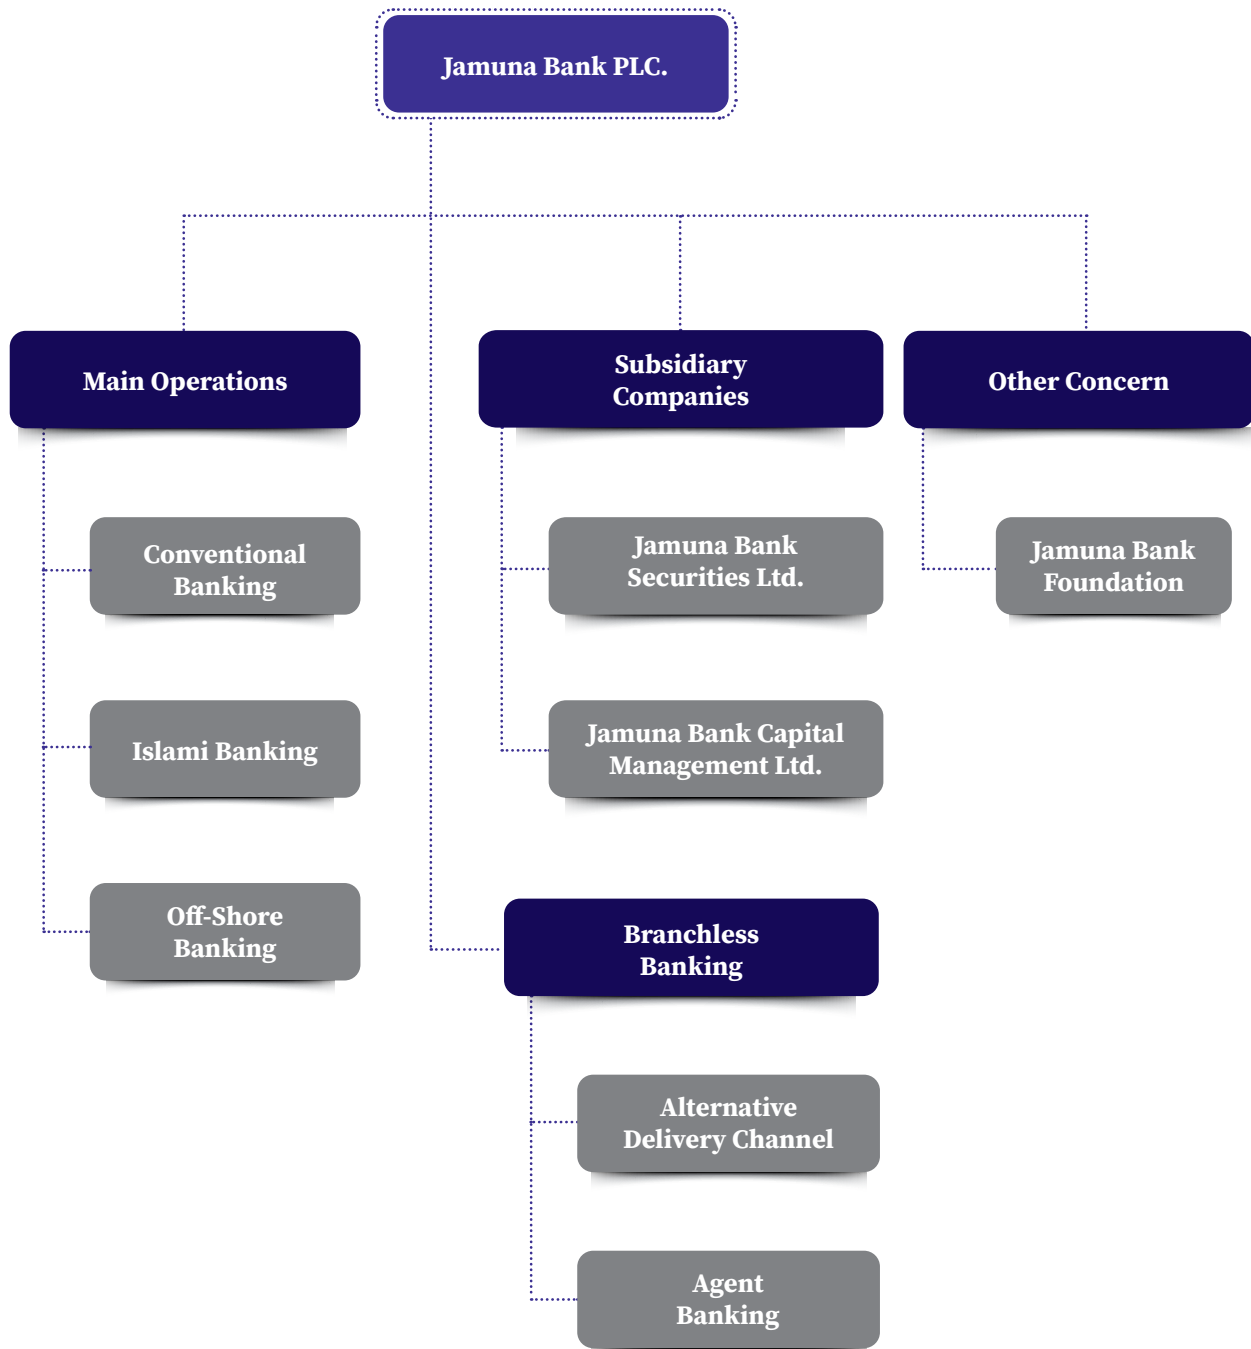 Jamuna Bank PLC.
Main Operations
Conventional
Banking
Islami Banking
Off-Shore
Banking
Subsidiary
Companies
Jamuna Bank
Securities Ltd.
Jamuna Bank Capital
Management Ltd.
Other Concern
Jamuna Bank
Foundation
Branchless
Banking
Alternative
Delivery Channel
Agent
Banking